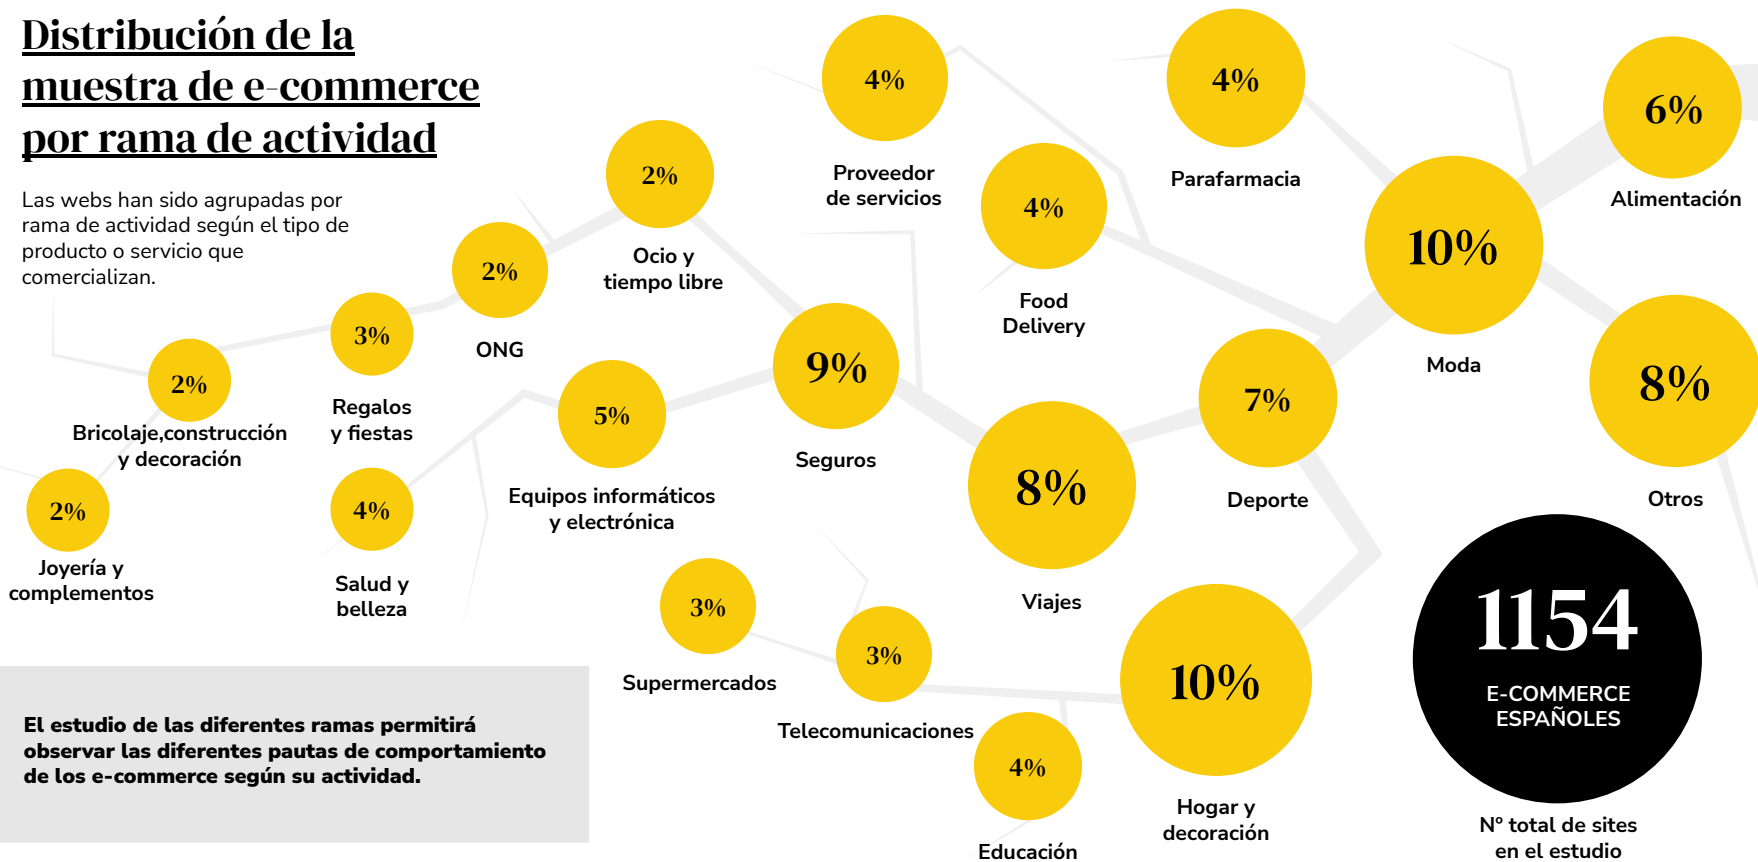 Distribución de la
muestra de e-commerce
por rama de actividad
Las webs han sido agrupadas por
rama de actividad según el tipo de
producto o servicio que
comercializan.
2%
Joyería y
complementos
2%
Bricolaje,construcción
y decoración
3%
Regalos
y fiestas
4%
Salud y
belleza
2%
ONG
2%
Ocio y
tiempo libre
5%
Equipos informáticos
y electrónica
9%
Seguros
4%
Proveedor
de servicios
4%
Food
Delivery
4%
Parafarmacia
10%
Moda
6%
Alimentación
8%
Otros
7%
Deporte
8%
Viajes
3%
Supermercados
3%
Telecomunicaciones
4%
Educación
10%
Hogar y
decoración
1154
E-COMMERCE
ESPAÑOLES
Nº total de sites
en el estudio
El estudio de las diferentes ramas permitirá
observar las diferentes pautas de comportamiento
de los e-commerce según su actividad.